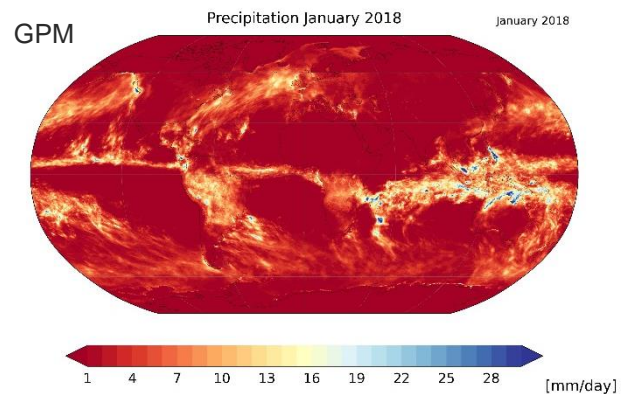 Precipitation January 2018
January 2018
GPM
1 4 7 10 13 16 19 22 25 28
[mm/day]